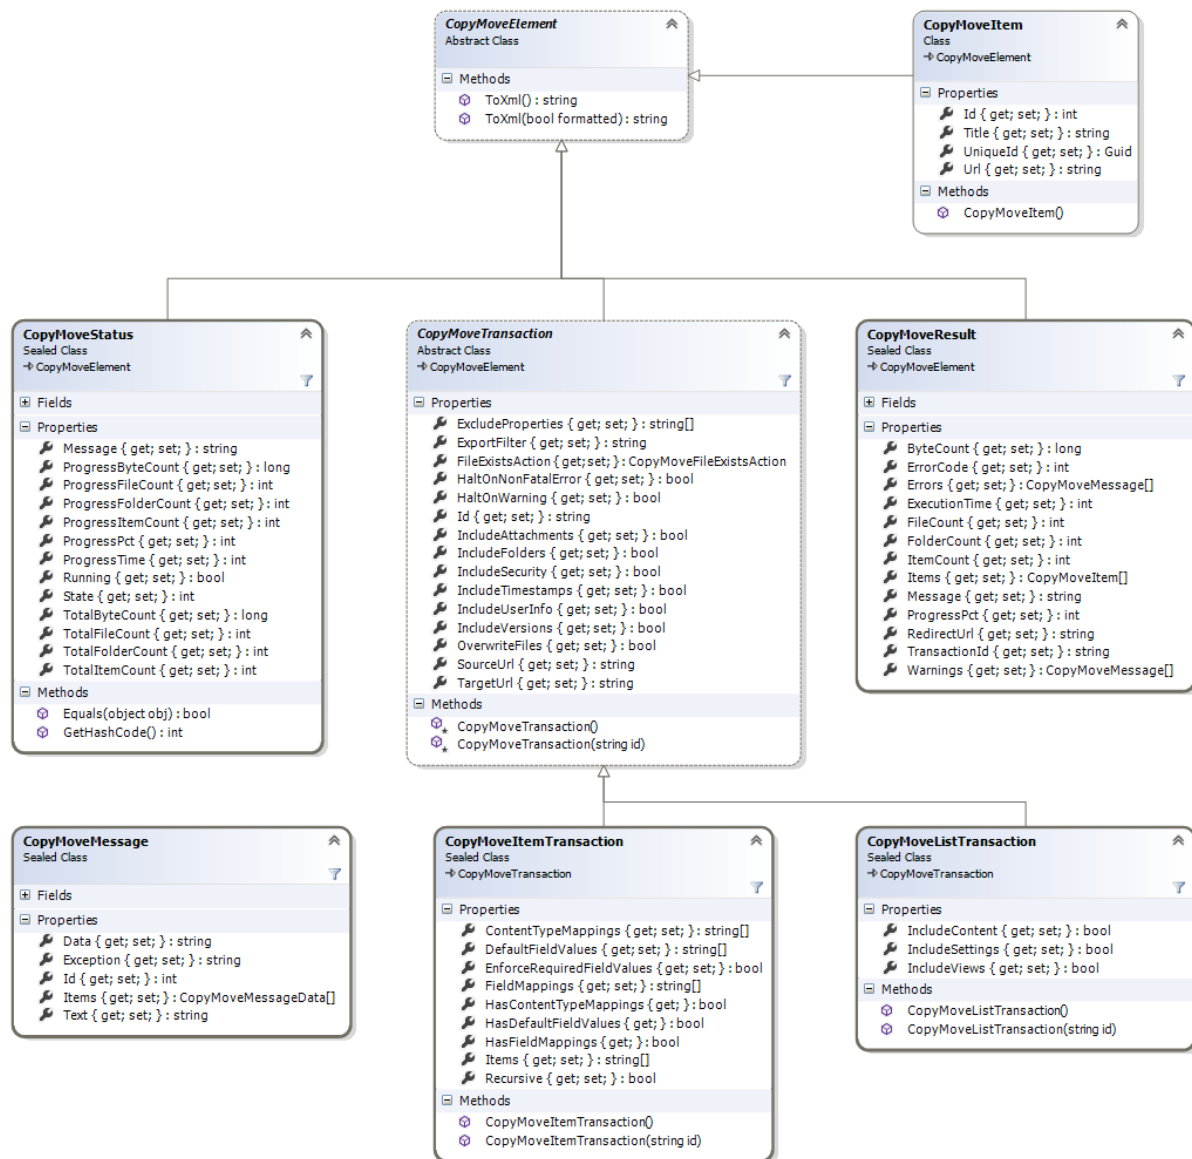 CopyMoveElement
Abstract Class
Methods
ToXml() : string
ToXml(bool formatted) : string
CopyMoveItem
Class
CopyMoveElement
Properties
Id { get; set; } : int
Title { get; set; } : string
UniqueId { get; set; } : Guid
Url { get; set; } : string
Methods
CopyMoveItem()
CopyMoveStatus
Sealed Class
CopyMoveElement
Fields
Properties
Message { get; set; } : string
ProgressByteCount { get; set; } : long
ProgressFileCount { get; set; } : int
ProgressFolderCount { get; set; } : int
ProgressItemCount { get; set; } : int
ProgressPct { get; set; } : int
ProgressTime { get; set; } : int
Running { get; set; } : bool
State { get; set; } : int
TotalByteCount { get; set; } : long
TotalFileCount { get; set; } : int
TotalFolderCount { get; set; } : int
TotalItemCount { get; set; } : int
Methods
Equals(object obj) : bool
GetHashCode() : int
CopyMoveTransaction
Abstract Class
CopyMoveElement
Properties
ExcludeProperties { get; set; } : string[]
ExportFilter { get; set; } : string
FileExistsAction { get; set; } : CopyMoveFileExistsAction
HaltOnNonFatalError { get; set; } : bool
HaltOnWarning { get; set; } : bool
Id { get; set; } : string
IncludeAttachments { get; set; } : bool
IncludeFolders { get; set; } : bool
IncludeSecurity { get; set; } : bool
IncludeTimestamps { get; set; } : bool
IncludeUserInfo { get; set; } : bool
IncludeVersions { get; set; } : bool
OverwriteFiles { get; set; } : bool
SourceUrl { get; set; } : string
TargetUrl { get; set; } : string
Methods
CopyMoveTransaction()
CopyMoveTransaction(string id)
CopyMoveResult
Sealed Class
CopyMoveElement
Fields
Properties
ByteCount { get; set; } : long
ErrorCode { get; set; } : int
Errors { get; set; } : CopyMoveMessage[]
ExecutionTime { get; set; } : int
FileCount { get; set; } : int
FolderCount { get; set; } : int
ItemCount { get; set; } : int
Items { get; set; } : CopyMoveItem[]
Message { get; set; } : string
ProgressPct { get; set; } : int
RedirectUrl { get; set; } : string
TransactionId { get; set; } : string
Warnings { get; set; } : CopyMoveMessage[]
CopyMoveMessage
Sealed Class
Fields
Properties
Data { get; set; } : string
Exception { get; set; } : string
Id { get; set; } : int
Items { get; set; } : CopyMoveMessageData[]
Text { get; set; } : string
CopyMoveItemTransaction
Sealed Class
CopyMoveTransaction
Properties
ContentTypeMappings { get; set; } : string[]
DefaultFieldValues { get; set; } : string[]
EnforceRequiredFieldValues { get; set; } : bool
FieldMappings { get; set; } : string[]
HasContentTypeMappings { get; } : bool
HasDefaultFieldValues { get; } : bool
HasFieldMappings { get; } : bool
Items { get; set; } : string[]
Recursive { get; set; } : bool
Methods
CopyMoveItemTransaction()
CopyMoveItemTransaction(string id)
CopyMoveListTransaction
Sealed Class
CopyMoveTransaction
Properties
IncludeContent { get; set; } : bool
IncludeSettings { get; set; } : bool
IncludeViews { get; set; } : bool
Methods
CopyMoveListTransaction()
CopyMoveListTransaction(string id)